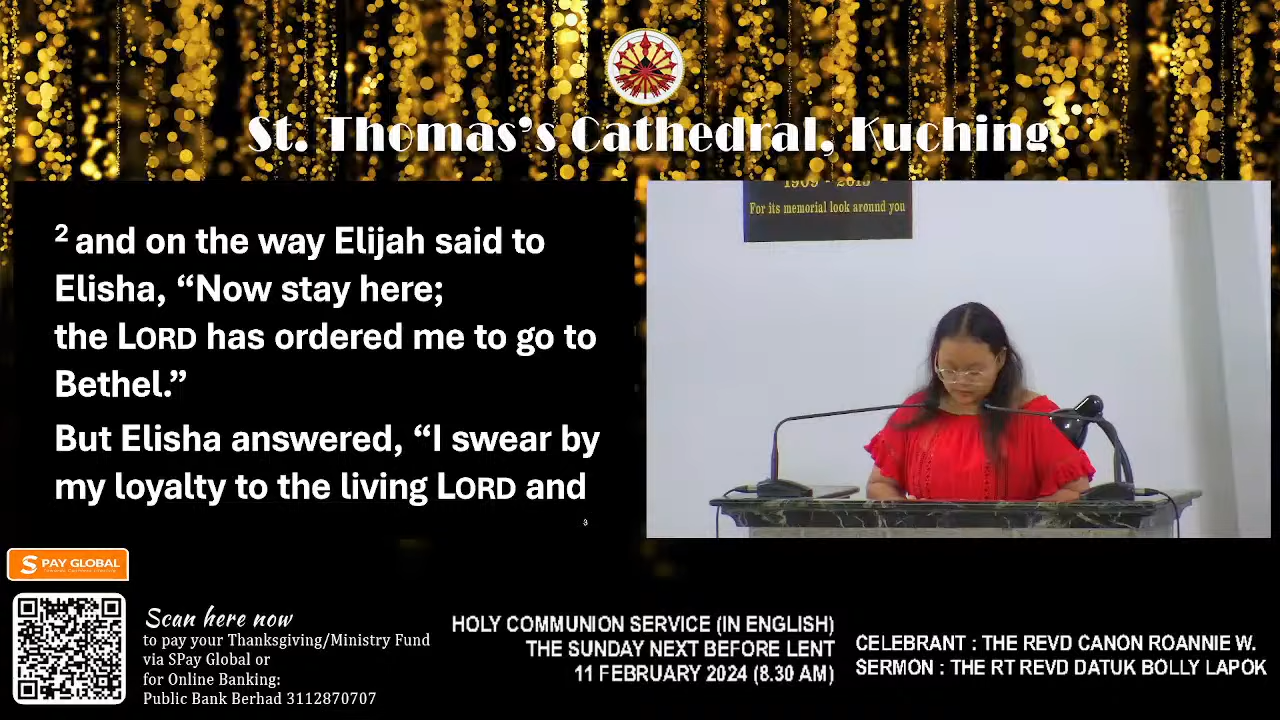 St. Thomas's Cathedral, Kuching
2 and on the way Elijah said to
Elisha, “Now stay here;
the LORD has ordered me to go to
Bethel.”
But Elisha answered, “I swear by
my loyalty to the living LORD and
3
1909 - 2015
For its memorial look around you
S PAY GLOBAL
Scan here now
to pay your Thanksgiving/Ministry Fund
via SPay Global or
for Online Banking:
Public Bank Berhad 3112870707
HOLY COMMUNION SERVICE (IN ENGLISH)
THE SUNDAY NEXT BEFORE LENT
11 FEBRUARY 2024 (8.30 AM)
CELEBRANT : THE REVD CANON ROANNIE W.
SERMON : THE RT REVD DATUK BOLLY LAPOK